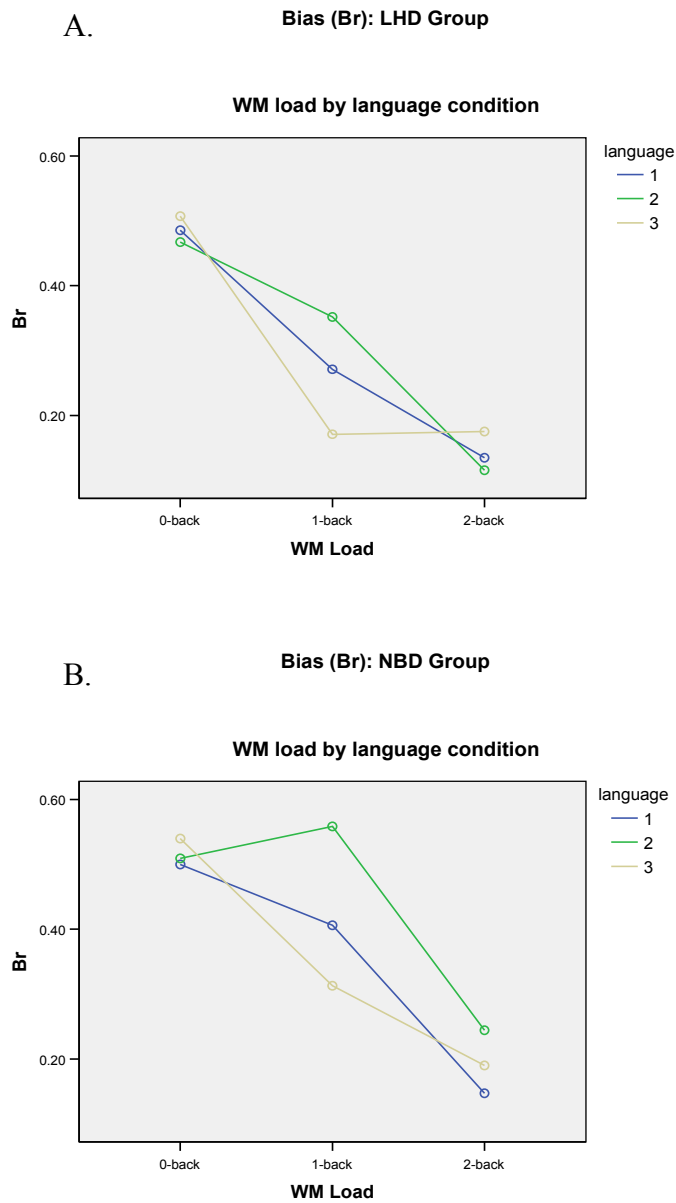 A.
Bias (Br): LHD Group
WM load by language condition
0.60
0.40
0.20
Br
language
1
2
3
0-back 1-back 2-back
WM Load
B.
Bias (Br): NBD Group
WM load by language condition
0.60
0.40
0.20
Br
language
1
2
3
0-back 1-back 2-back
WM Load